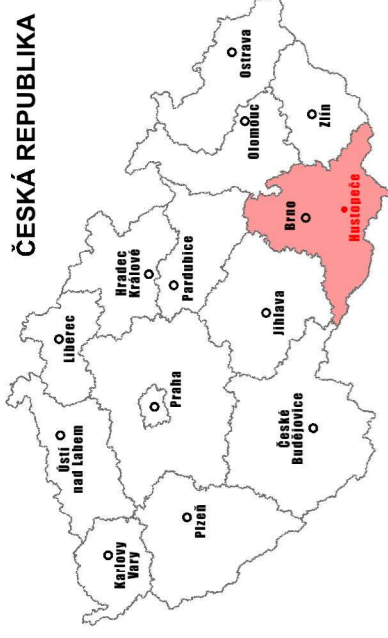 ČESKÁ REPUBLIKA
Liberec
Ústí
nad Labem
Karlovy
Vary
Hradec
Králové
Praha
Pardubice
Plzeň
Ostrava
Olomouc
Jihlava
Brno
Zlín
České
Budějovice
Hustopeče